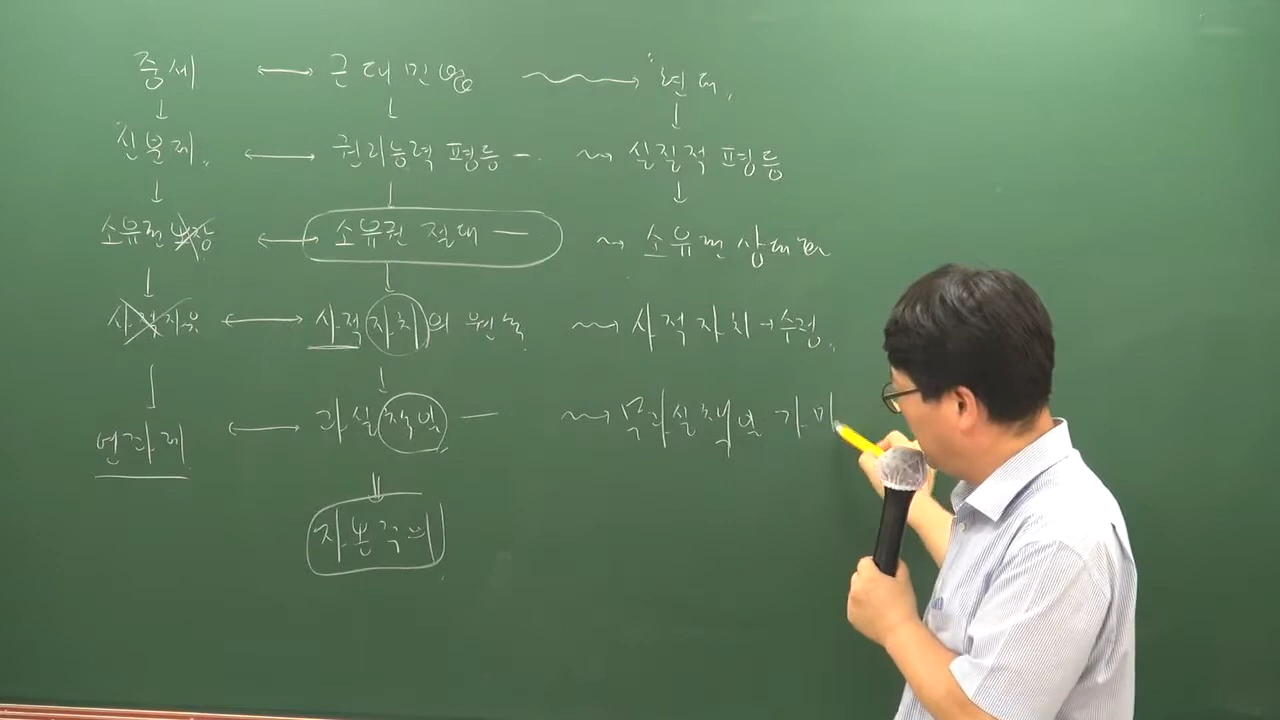 중세 ↔ 근대민법 → 현대.
신분제. ↔ 권리능력 평등 — ~ 실질적 평등
소유권보장 ↔ 소유권 절대 — ~ 소유권 상대화
사적자유 ↔ 사적자치의 원칙 ~ 사적자치→수정.
연좌제 ↔ 과실책임 — ~ 무과실책임 가미
자본주의